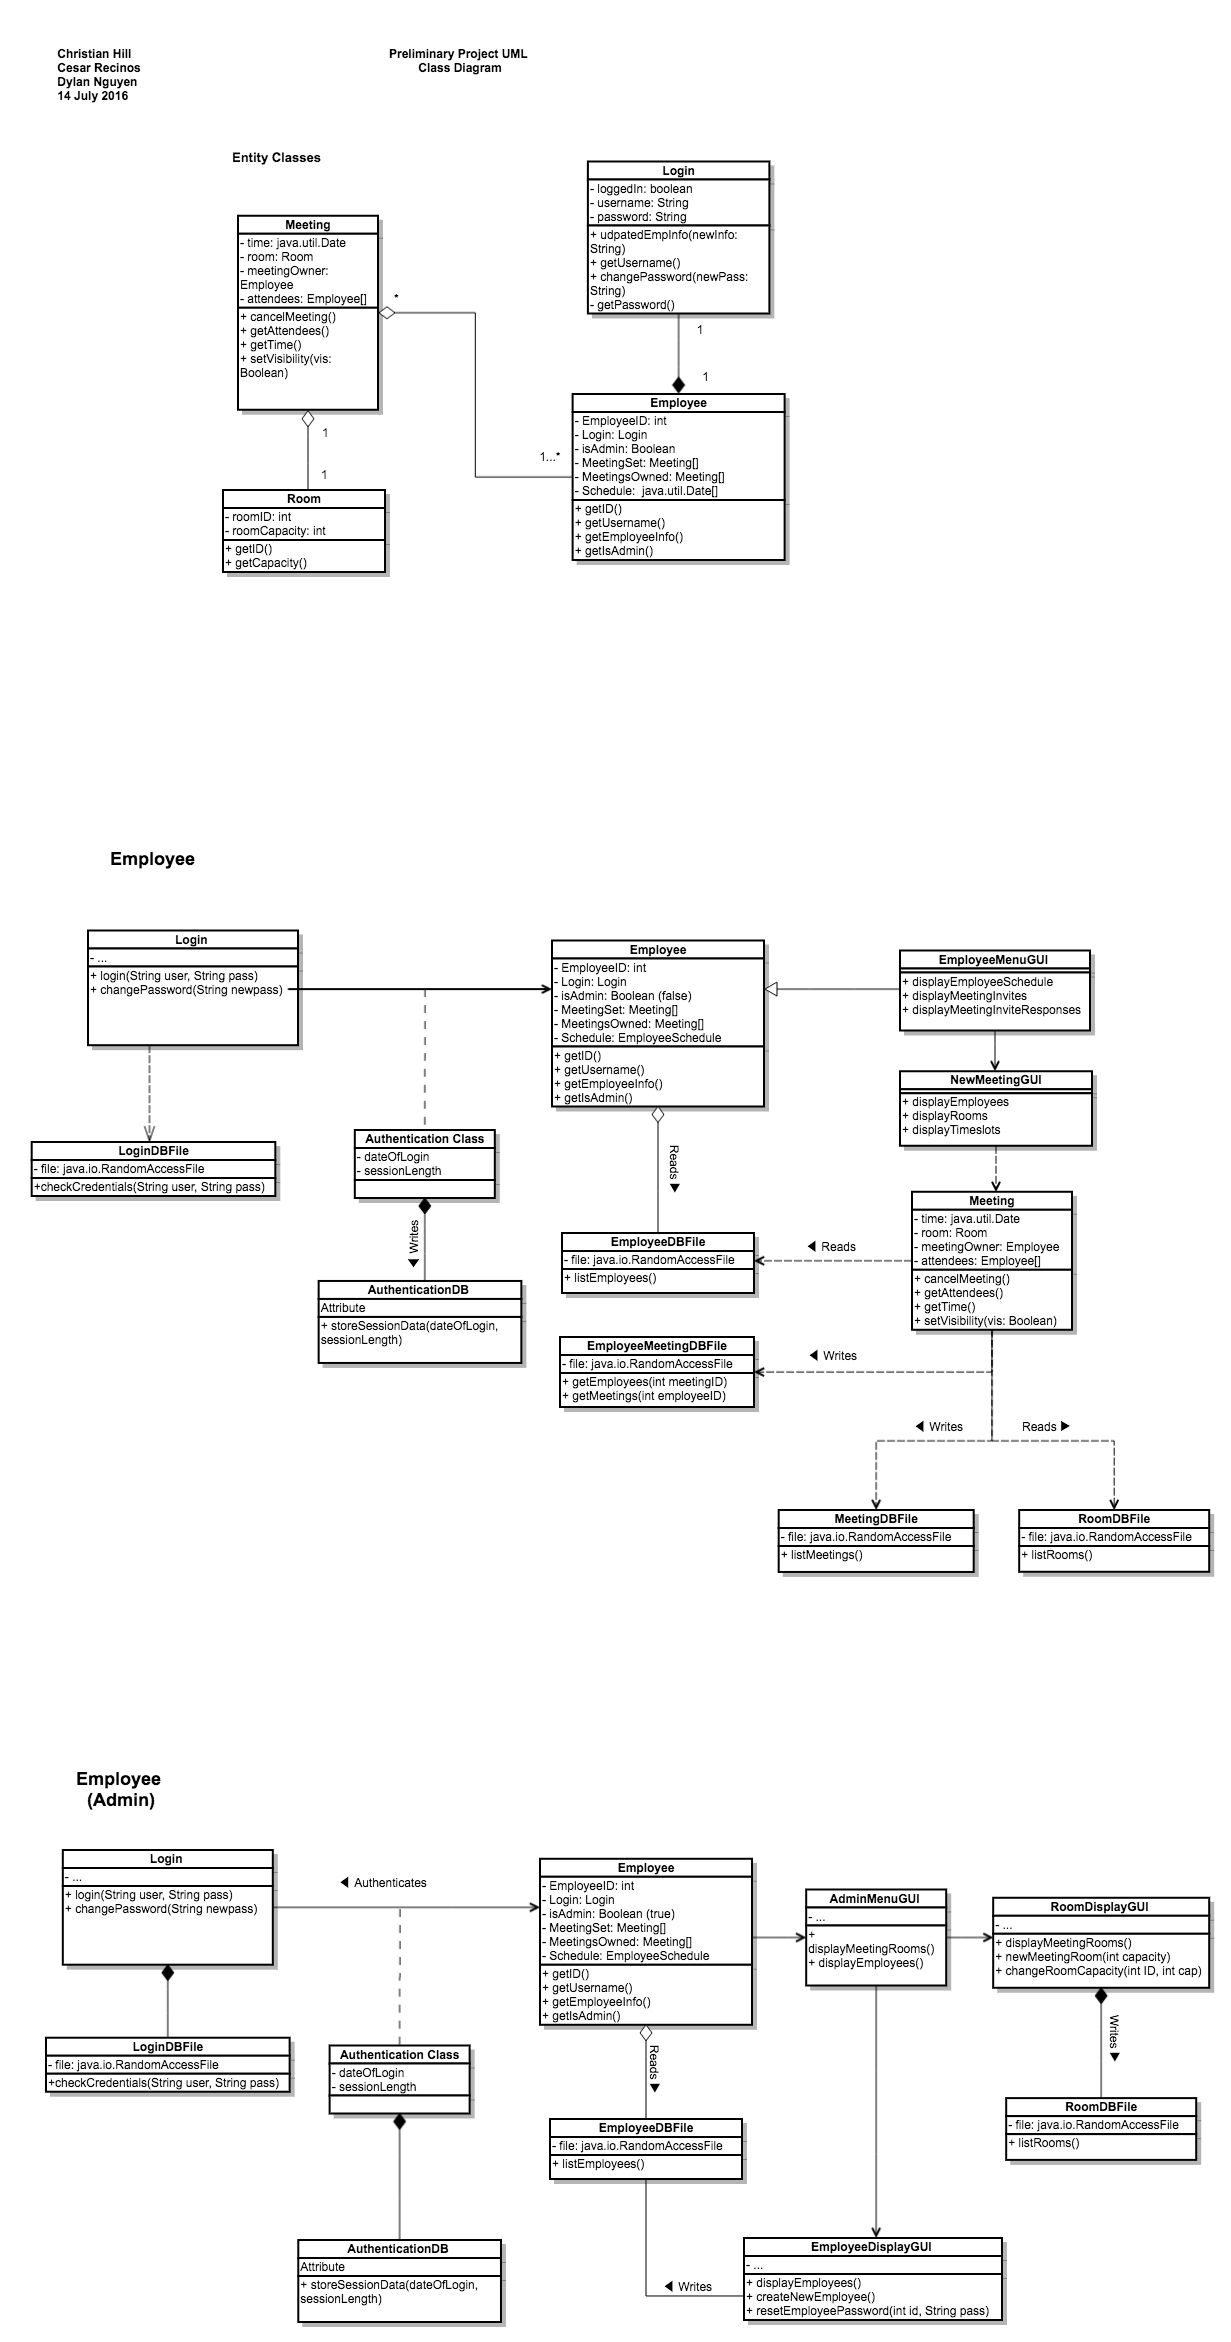 Christian Hill
Cesar Recinos
Dylan Nguyen
14 July 2016
Preliminary Project UML
Class Diagram
Entity Classes
Meeting
- time: java.util.Date
- room: Room
- meetingOwner:
Employee
- attendees: Employee[]
+ cancelMeeting()
+ getAttendees()
+ getTime()
+ setVisibility(vis:
Boolean)
*
1
1
Room
- roomID: int
- roomCapacity: int
+ getID()
+ getCapacity()
Login
- loggedIn: boolean
- username: String
- password: String
+ udpatedEmpInfo(newInfo:
String)
+ getUsername()
+ changePassword(newPass:
String)
- getPassword()
1
1
1...*
Employee
- EmployeeID: int
- Login: Login
- isAdmin: Boolean
- MeetingSet: Meeting[]
- MeetingsOwned: Meeting[]
- Schedule: java.util.Date[]
+ getID()
+ getUsername()
+ getEmployeeInfo()
+ getIsAdmin()
Employee
Login
- ...
+ login(String user, String pass)
+ changePassword(String newpass)
LoginDBFile
- file: java.io.RandomAccessFile
+checkCredentials(String user, String pass)
Authentication Class
- dateOfLogin
- sessionLength
Writes
AuthenticationDB
Attribute
+ storeSessionData(dateOfLogin,
sessionLength)
Employee
- EmployeeID: int
- Login: Login
- isAdmin: Boolean (false)
- MeetingSet: Meeting[]
- MeetingsOwned: Meeting[]
- Schedule: EmployeeSchedule
+ getID()
+ getUsername()
+ getEmployeeInfo()
+ getIsAdmin()
Reads
EmployeeDBFile
- file: java.io.RandomAccessFile
+ listEmployees()
EmployeeMeetingDBFile
- file: java.io.RandomAccessFile
+ getEmployees(int meetingID)
+ getMeetings(int employeeID)
EmployeeMenuGUI
+ displayEmployeeSchedule
+ displayMeetingInvites
+ displayMeetingInviteResponses
NewMeetingGUI
+ displayEmployees
+ displayRooms
+ displayTimeslots
Meeting
- time: java.util.Date
- room: Room
- meetingOwner: Employee
- attendees: Employee[]
+ cancelMeeting()
+ getAttendees()
+ getTime()
+ setVisibility(vis: Boolean)
Reads
Writes
Writes
Reads
MeetingDBFile
- file: java.io.RandomAccessFile
+ listMeetings()
RoomDBFile
- file: java.io.RandomAccessFile
+ listRooms()
Employee
(Admin)
Login
- ...
+ login(String user, String pass)
+ changePassword(String newpass)
Authenticates
LoginDBFile
- file: java.io.RandomAccessFile
+checkCredentials(String user, String pass)
Authentication Class
- dateOfLogin
- sessionLength
AuthenticationDB
Attribute
+ storeSessionData(dateOfLogin,
sessionLength)
Employee
- EmployeeID: int
- Login: Login
- isAdmin: Boolean (true)
- MeetingSet: Meeting[]
- MeetingsOwned: Meeting[]
- Schedule: EmployeeSchedule
+ getID()
+ getUsername()
+ getEmployeeInfo()
+ getIsAdmin()
Reads
EmployeeDBFile
- file: java.io.RandomAccessFile
+ listEmployees()
AdminMenuGUI
- ...
+
displayMeetingRooms()
+ displayEmployees()
RoomDisplayGUI
- ...
+ displayMeetingRooms()
+ newMeetingRoom(int capacity)
+ changeRoomCapacity(int ID, int cap)
Writes
RoomDBFile
- file: java.io.RandomAccessFile
+ listRooms()
Writes
EmployeeDisplayGUI
- ...
+ displayEmployees()
+ createNewEmployee()
+ resetEmployeePassword(int id, String pass)